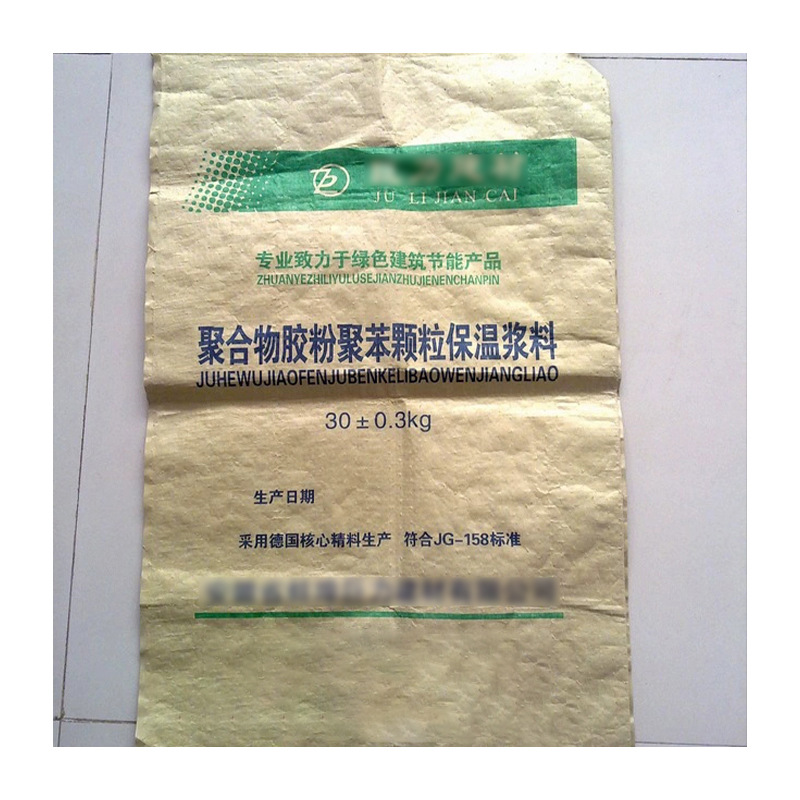 JU LI JIAN CAI
专业致力于绿色建筑节能产品
ZHUANYEZHILIYULUSEJIANZHUJIENENCHANPIN
聚合物胶粉聚苯颗粒保温浆料
JUHEWUJIAOFENJUBENKELIBAOWENJIANGLIAO
30±0.3kg
生产日期
采用德国核心精料生产 符合JG-158标准